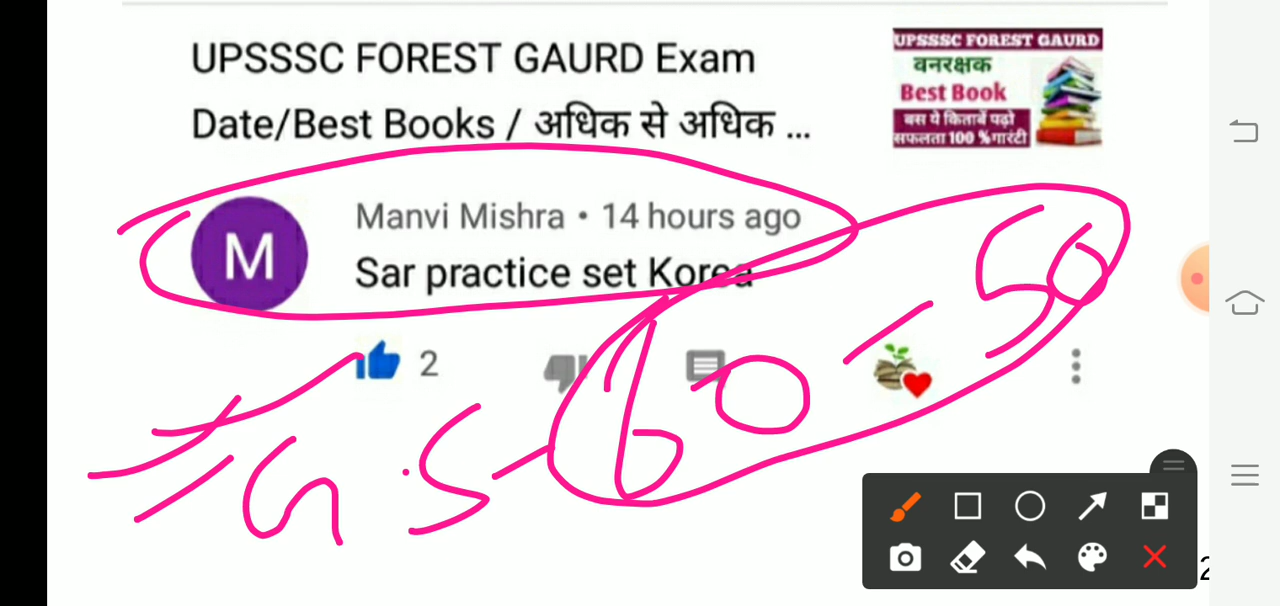 UPSSSC FOREST GAURD Exam
Date/Best Books / अधिक से अधिक ...
UPSSSC FOREST GAURD
वनरक्षक
Best Book
बस ये किताबें पढ़ो
सफलता 100 %गारंटी
M
Manvi Mishra • 14 hours ago
Sar practice set Korea
2
G.S - 60 - 50